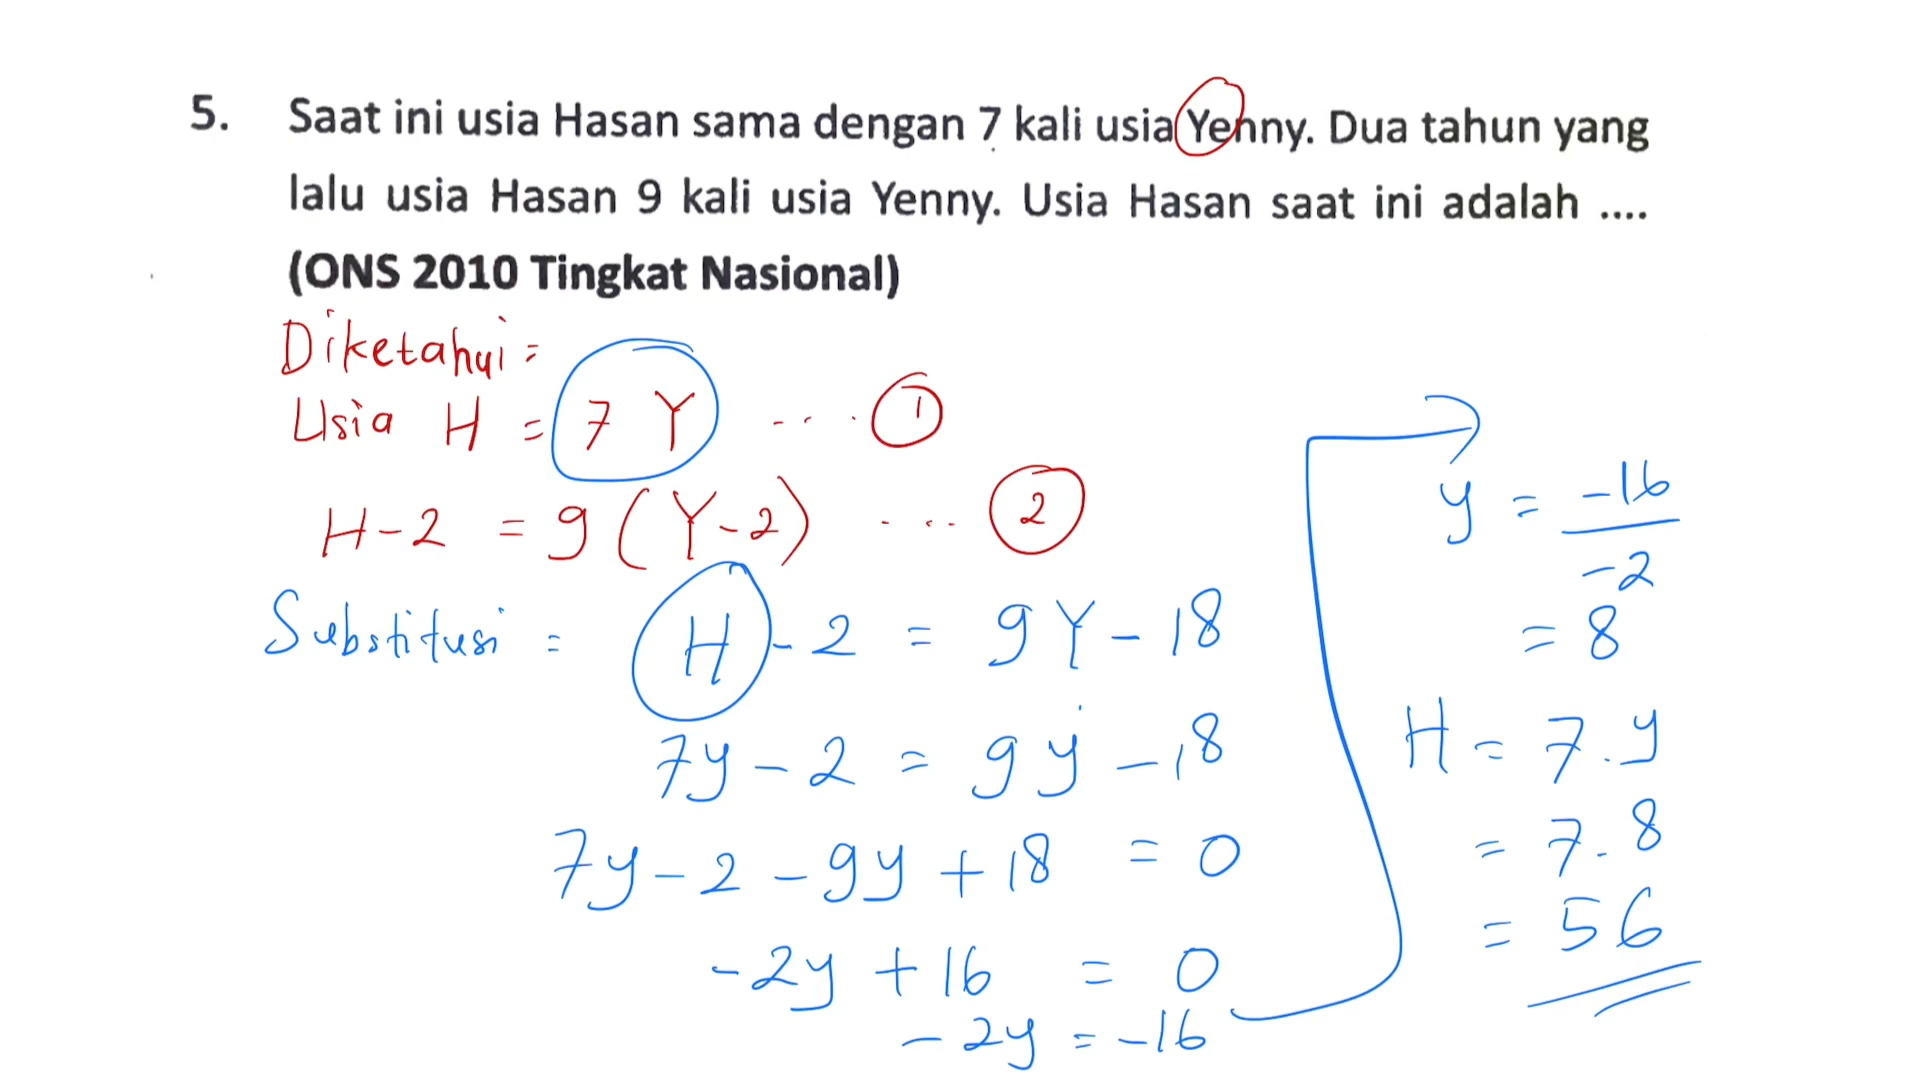 5. Saat ini usia Hasan sama dengan 7 kali usia Yenny. Dua tahun yang
lalu usia Hasan 9 kali usia Yenny. Usia Hasan saat ini adalah ....
(ONS 2010 Tingkat Nasional)
Diketahui =
Usia H = 7 Y ... 1
H-2 = 9(Y-2) ... 2
Substitusi = H - 2 = 9Y - 18
7y - 2 = 9y - 18
7y - 2 - 9y + 18 = 0
-2y + 16 = 0
-2y = -16
y = -16
-2
= 8
H = 7.y
= 7.8
= 56